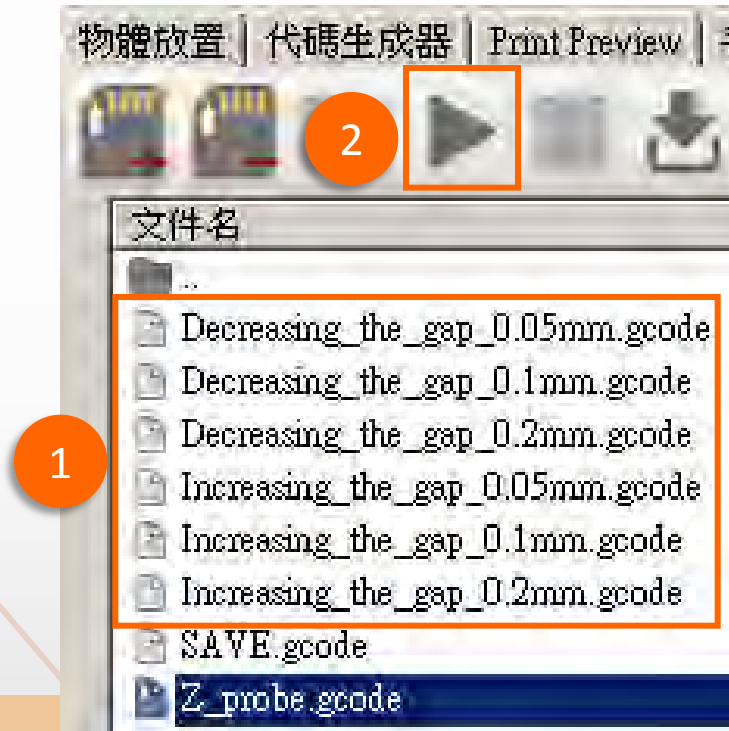 物體放置 代碼生成器 Print Preview
2
文件名
..
Decreasing_the_gap_0.05mm.gcode
Decreasing_the_gap_0.1mm.gcode
Decreasing_the_gap_0.2mm.gcode
1
Increasing_the_gap_0.05mm.gcode
Increasing_the_gap_0.1mm.gcode
Increasing_the_gap_0.2mm.gcode
SAVE.gcode
Z_probe.gcode